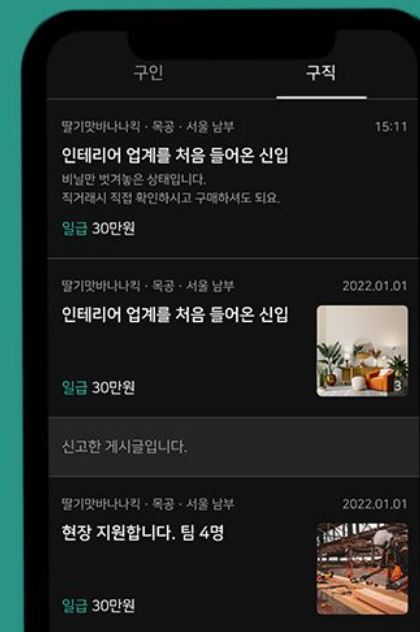 구인 구직
딸기맛바나나킥 · 목공 · 서울 남부 15:11
인테리어 업계를 처음 들어온 신입
비닐만 벗겨놓은 상태입니다.
직거래시 직접 확인하시고 구매하셔도 되요.
일급 30만원
딸기맛바나나킥 · 목공 · 서울 남부 2022.01.01
인테리어 업계를 처음 들어온 신입
3
일급 30만원
신고한 게시글입니다.
딸기맛바나나킥 · 목공 · 서울 남부 2022.01.01
현장 지원합니다. 팀 4명
일급 30만원